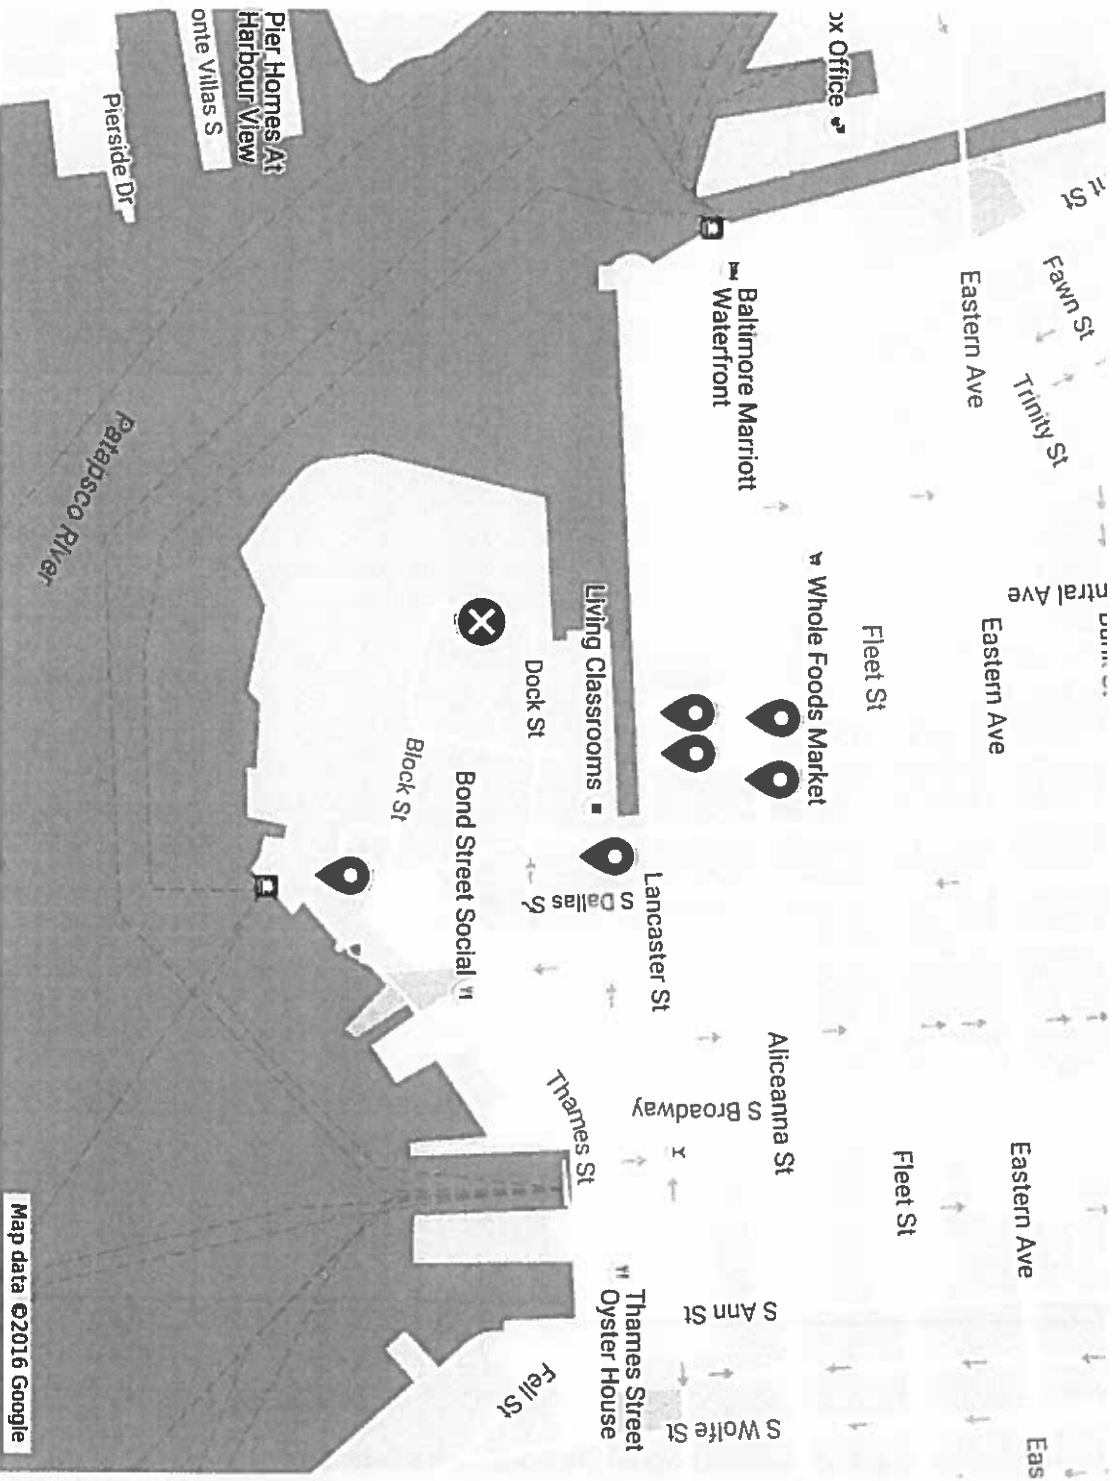 ox Office
Fawn St
Trinity St
Eastern Ave
Baltimore Marriott
Waterfront
Pier Homes At
Harbour View
onte Villas S
Pierside Dr
Patapsco River
ntral Ave
Eastern Ave
Fleet St
Whole Foods Market
Living Classrooms
Dock St
Block St
Bond Street Social
S Dallas S
Lancaster St
Aliceanna St
S Broadway
Thames St
Fleet St
Eastern Ave
S Ann St
Thames Street
Oyster House
Fell St
S Wolfe St
Eas
Map data ©2016 Google